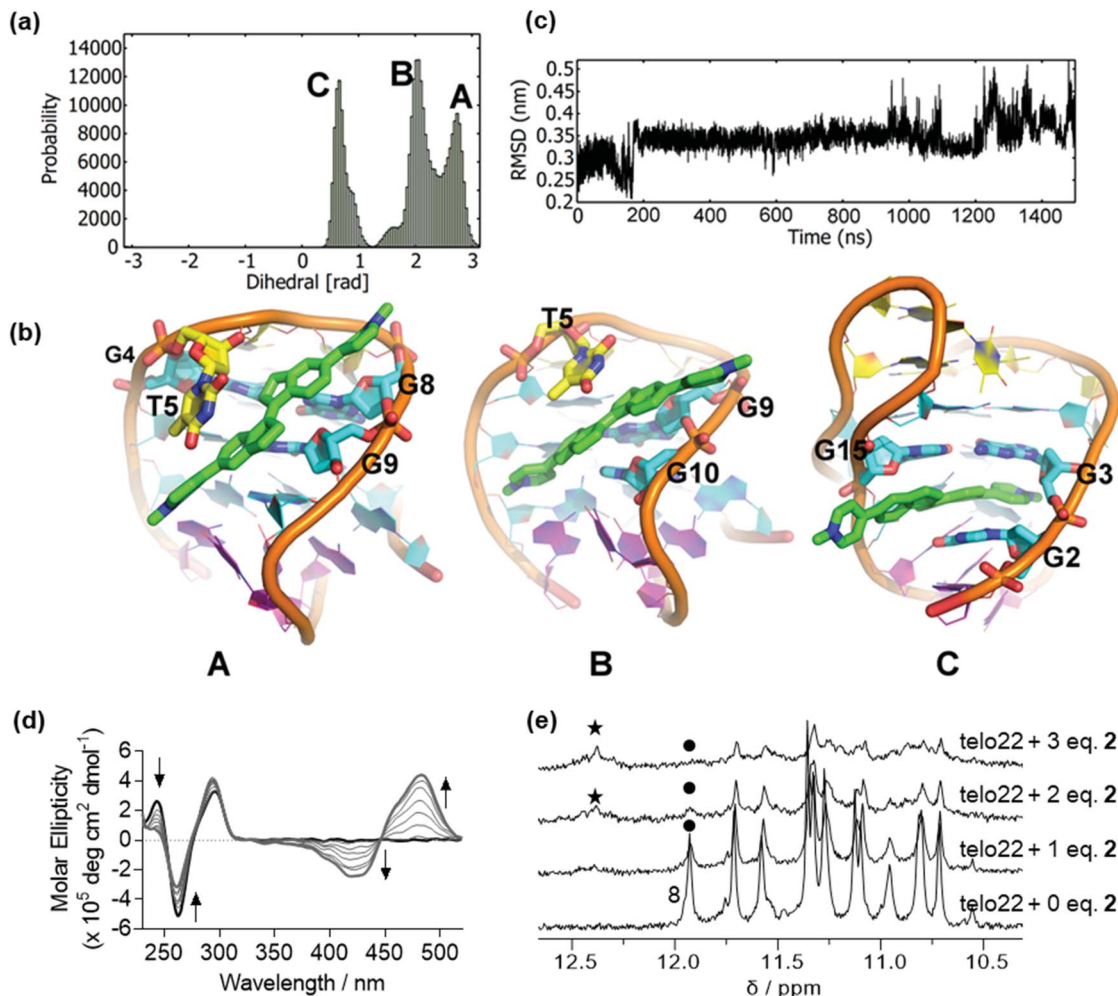 (a)
14000
12000
10000
8000
6000
4000
2000
0
Probability
C
B
A
-3 -2 -1 0 1 2 3
Dihedral [rad]
(c)
0.5
0.45
0.4
0.35
0.3
0.25
0.2
RMSD (nm)
0 200 400 600 800 1000 1200 1400
Time (ns)
(b)
G4
T5
G8
G9
A
T5
G9
G10
B
G15
G3
G2
C
(d)
6
4
2
0
-2
-4
-6
Molar Ellipticity
(x 10⁵ deg cm² dmol⁻¹)
250 300 350 400 450 500
Wavelength / nm
(e)
★ ● telo22 + 3 eq. 2
★ ● telo22 + 2 eq. 2
● telo22 + 1 eq. 2
8 telo22 + 0 eq. 2
12.5 12.0 11.5 11.0 10.5
δ / ppm